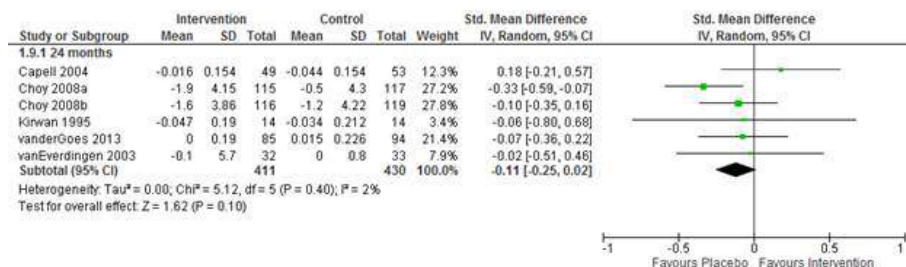 Intervention Control Std. Mean Difference Std. Mean Difference
Study or Subgroup Mean SD Total Mean SD Total Weight IV, Random, 95% CI IV, Random, 95% CI
1.9.1 24 months
Capell 2004 -0.016 0.154 49 -0.044 0.154 53 12.3% 0.18 [-0.21, 0.57]
Choy 2008a -1.9 4.15 115 -0.5 4.3 117 27.2% -0.33 [-0.59, -0.07]
Choy 2008b -1.6 3.86 116 -1.2 4.22 119 27.8% -0.10 [-0.35, 0.16]
Kirwan 1995 -0.047 0.19 14 -0.034 0.212 14 3.4% -0.06 [-0.80, 0.68]
vanderGoes 2013 0 0.19 85 0.015 0.226 94 21.4% -0.07 [-0.36, 0.22]
vanEverdingen 2003 -0.1 5.7 32 0 0.8 33 7.9% -0.02 [-0.51, 0.46]
Subtotal (95% CI) 411 430 100.0% -0.11 [-0.25, 0.02]
Heterogeneity: Tau² = 0.00; Chi² = 5.12, df = 5 (P = 0.40); I² = 2%
Test for overall effect: Z = 1.62 (P = 0.10)
-1 -0.5 0 0.5 1
Favours Placebo Favours Intervention